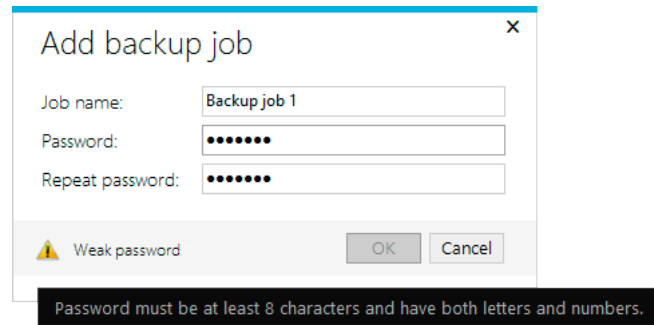 Add backup job
Job name: Backup job 1
Password: •••••••
Repeat password: •••••••
Weak password OK Cancel
Password must be at least 8 characters and have both letters and numbers.